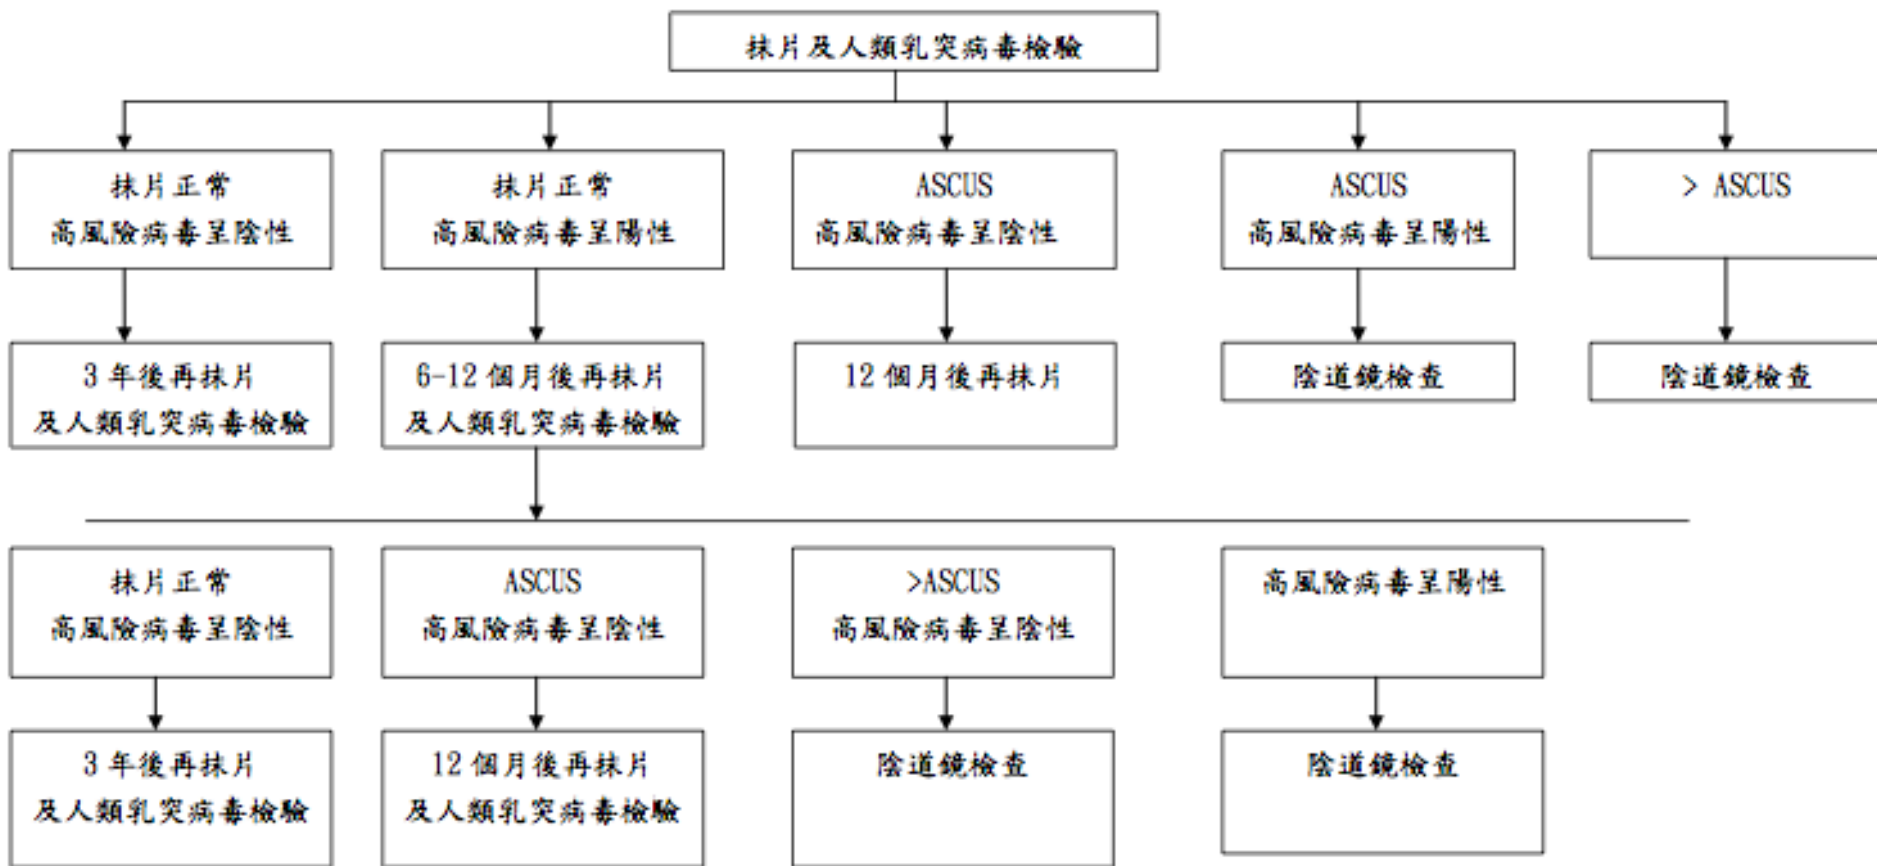 抹片及人類乳突病毒檢驗
抹片正常
高風險病毒呈陰性
抹片正常
高風險病毒呈陽性
ASCUS
高風險病毒呈陰性
ASCUS
高風險病毒呈陽性
> ASCUS
3 年後再抹片
及人類乳突病毒檢驗
6-12 個月後再抹片
及人類乳突病毒檢驗
12 個月後再抹片
陰道鏡檢查
陰道鏡檢查
抹片正常
高風險病毒呈陰性
ASCUS
高風險病毒呈陰性
>ASCUS
高風險病毒呈陰性
高風險病毒呈陽性
3 年後再抹片
及人類乳突病毒檢驗
12 個月後再抹片
及人類乳突病毒檢驗
陰道鏡檢查
陰道鏡檢查